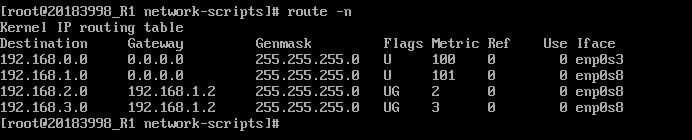 [root@20183998_R1 network-scripts]# route -n
Kernel IP routing table
Destination     Gateway         Genmask         Flags Metric Ref    Use Iface
192.168.0.0     0.0.0.0         255.255.255.0   U     100    0        0 enp0s3
192.168.1.0     0.0.0.0         255.255.255.0   U     101    0        0 enp0s8
192.168.2.0     192.168.1.2     255.255.255.0   UG    2      0        0 enp0s8
192.168.3.0     192.168.1.2     255.255.255.0   UG    3      0        0 enp0s8
[root@20183998_R1 network-scripts]#